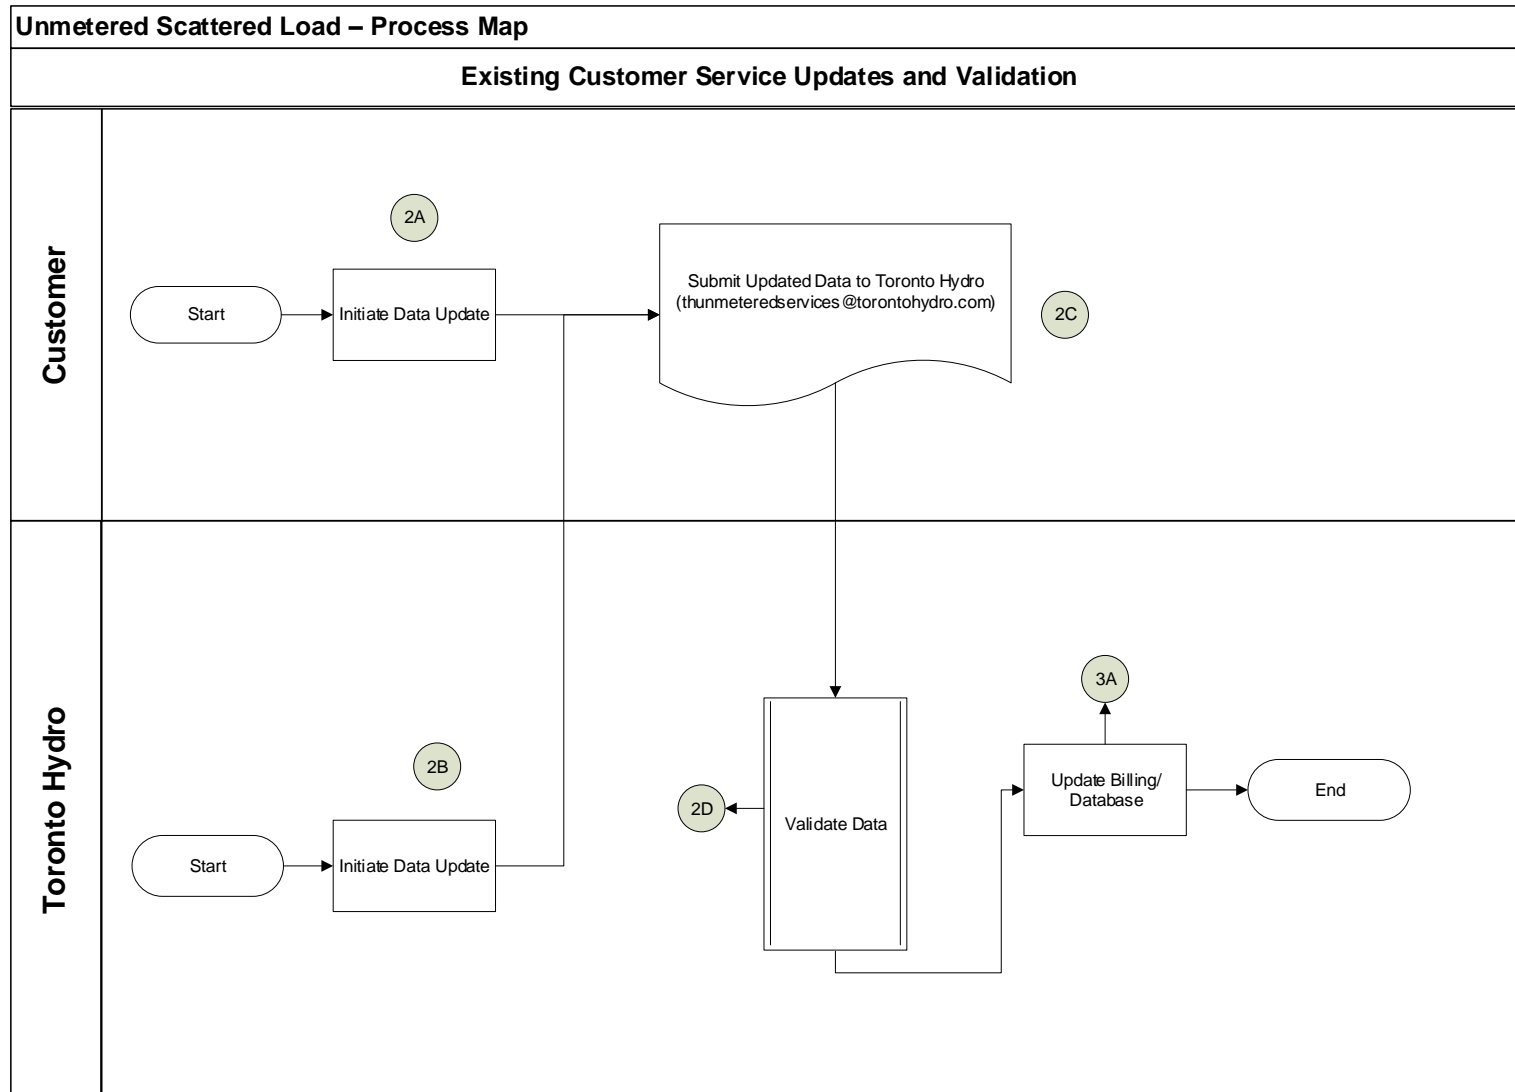 Unmetered Scattered Load – Process Map
Existing Customer Service Updates and Validation
Customer
2A
Start
Initiate Data Update
Submit Updated Data to Toronto Hydro
(thunmeteredservices@torontohydro.com)
2C
Toronto Hydro
2B
Start
Initiate Data Update
2D
Validate Data
3A
Update Billing/
Database
End